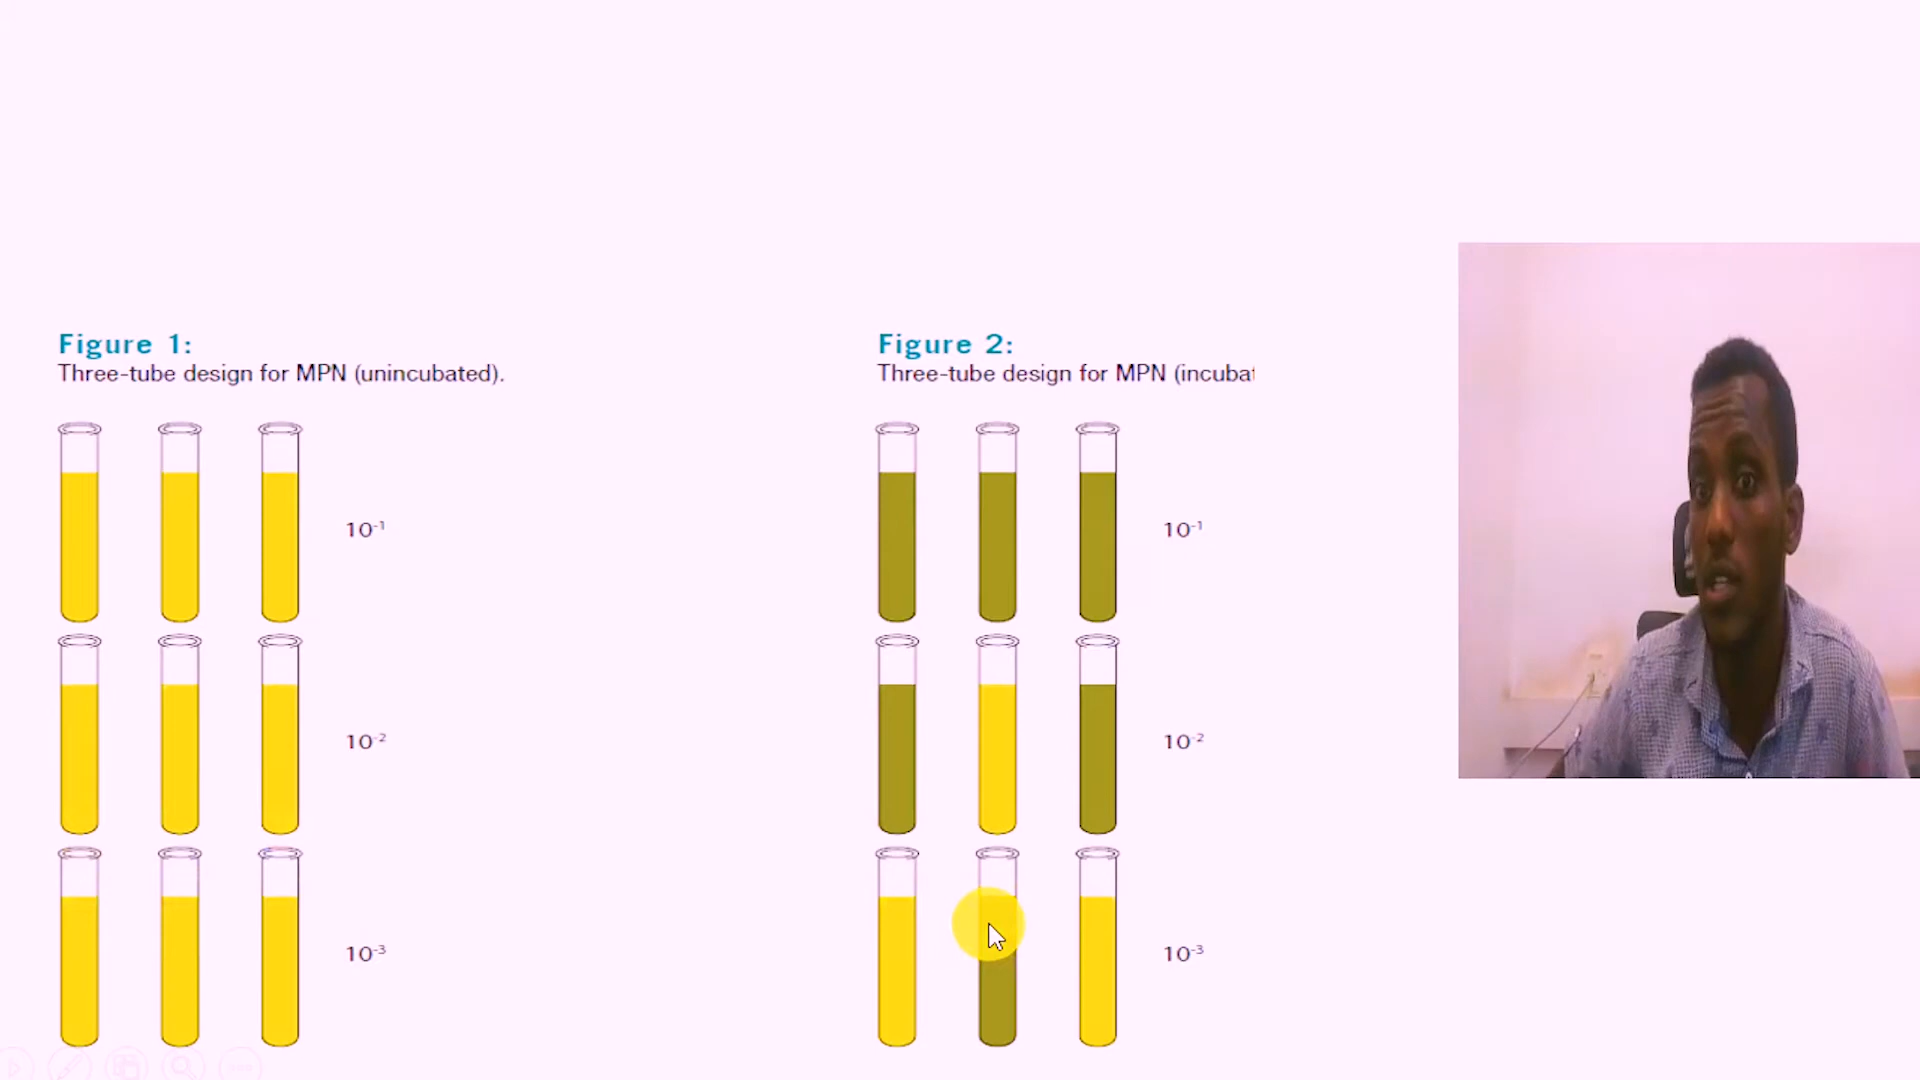 Figure 1:
Three-tube design for MPN (unincubated).
10⁻¹
10⁻²
10⁻³
Figure 2:
Three-tube design for MPN (incubat
10⁻¹
10⁻²
10⁻³